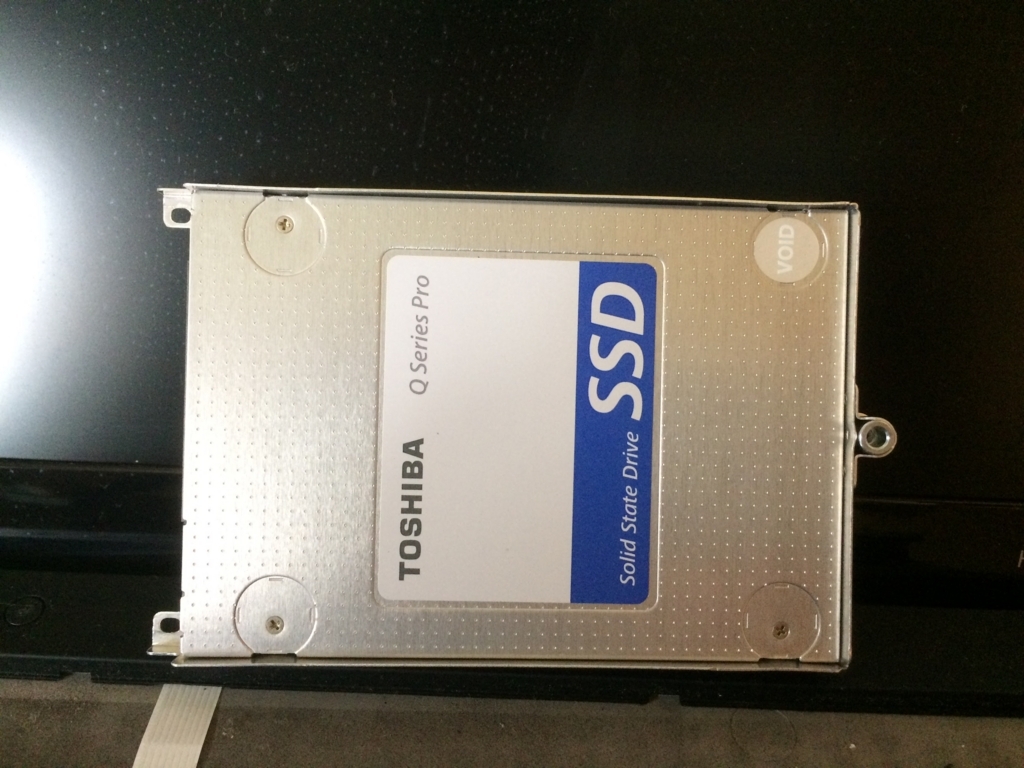 TOSHIBA Q Series Pro
Solid State Drive SSD
VOID